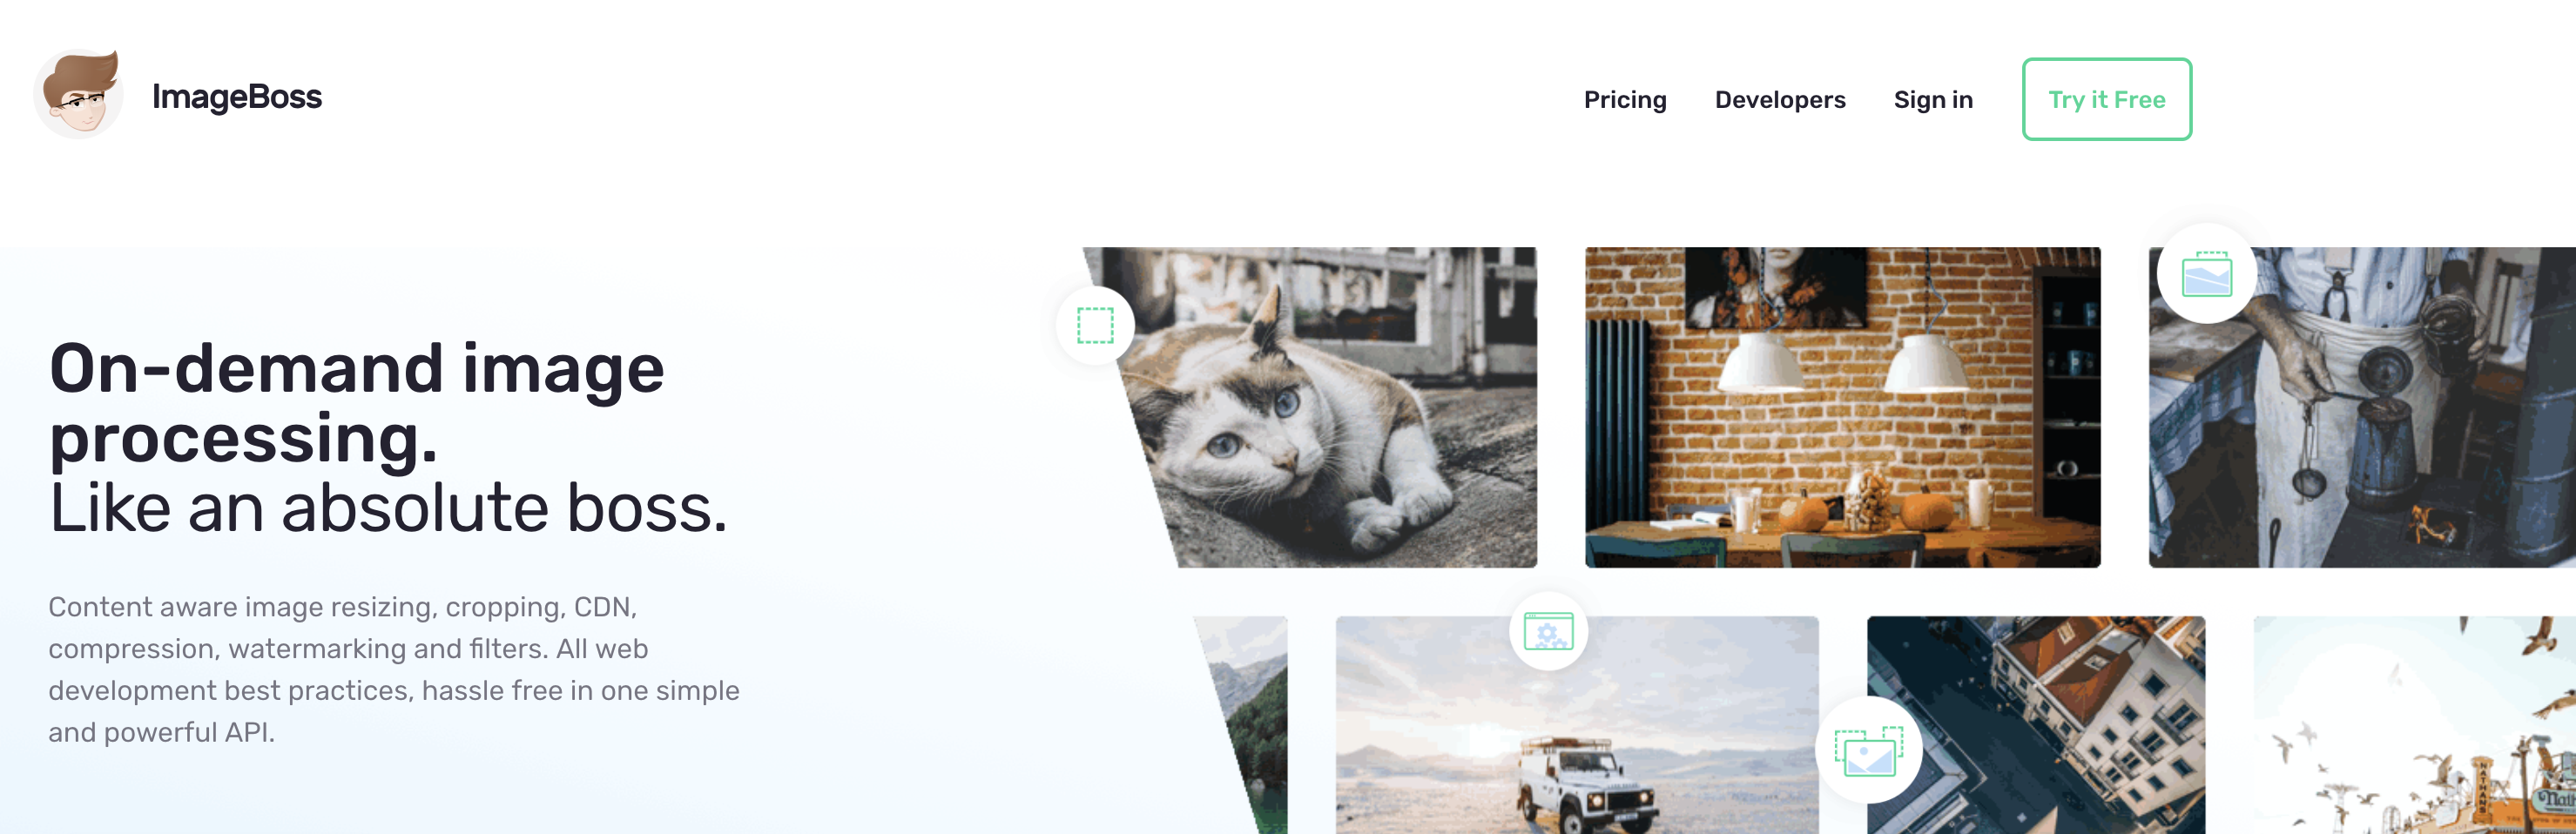 ImageBoss
Pricing Developers Sign in Try it Free
On-demand image
processing.
Like an absolute boss.
Content aware image resizing, cropping, CDN,
compression, watermarking and filters. All web
development best practices, hassle free in one simple
and powerful API.
NATHANS